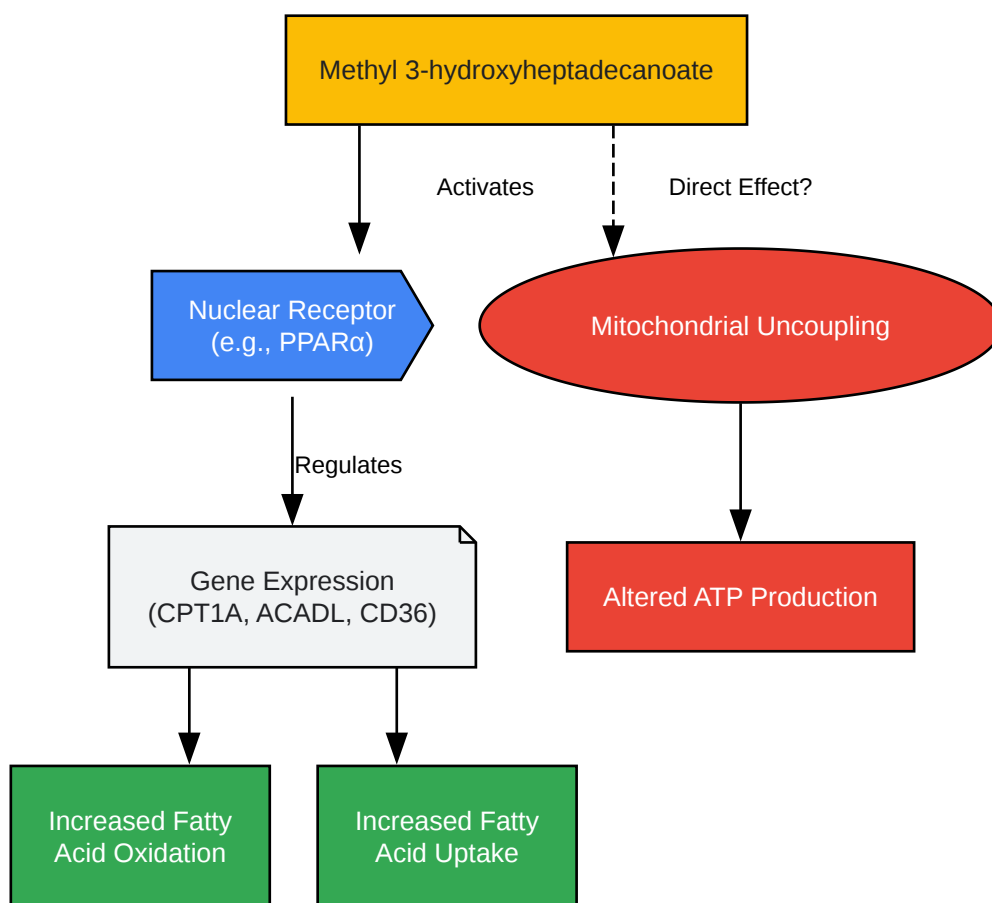 Methyl 3-hydroxyheptadecanoate
Activates
Direct Effect?
Nuclear Receptor
(e.g., PPARα)
Mitochondrial Uncoupling
Regulates
Gene Expression
(CPT1A, ACADL, CD36)
Altered ATP Production
Increased Fatty
Acid Oxidation
Increased Fatty
Acid Uptake